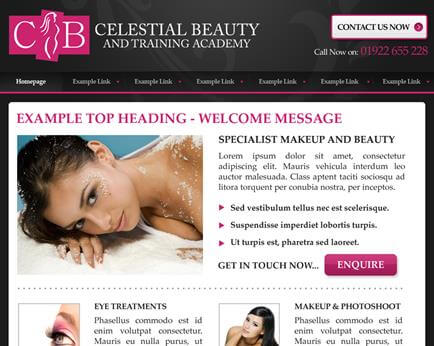 C B
CELESTIAL BEAUTY
AND TRAINING ACADEMY
CONTACT US NOW
Call Now on: 01922 655 228
Homepage Example Link Example Link Example Link Example Link Example Link Example Link
EXAMPLE TOP HEADING - WELCOME MESSAGE
SPECIALIST MAKEUP AND BEAUTY
Lorem ipsum dolor sit amet, consectetur
adipiscing elit. Mauris vehicula interdum leo
auctor malesuada. Class aptent taciti sociosqu ad
litora torquent per conubia nostra, per inceptos.
Sed vestibulum tellus nec est scelerisque.
Suspendisse imperdiet lobortis turpis.
Ut turpis est, pharetra sed laoreet.
GET IN TOUCH NOW... ENQUIRE
EYE TREATMENTS
Phasellus commodo est id
enim volutpat consectetur.
Mauris eu nulla purus, ut
MAKEUP & PHOTOSHOOT
Phasellus commodo est id
enim volutpat consectetur.
Mauris eu nulla purus, ut